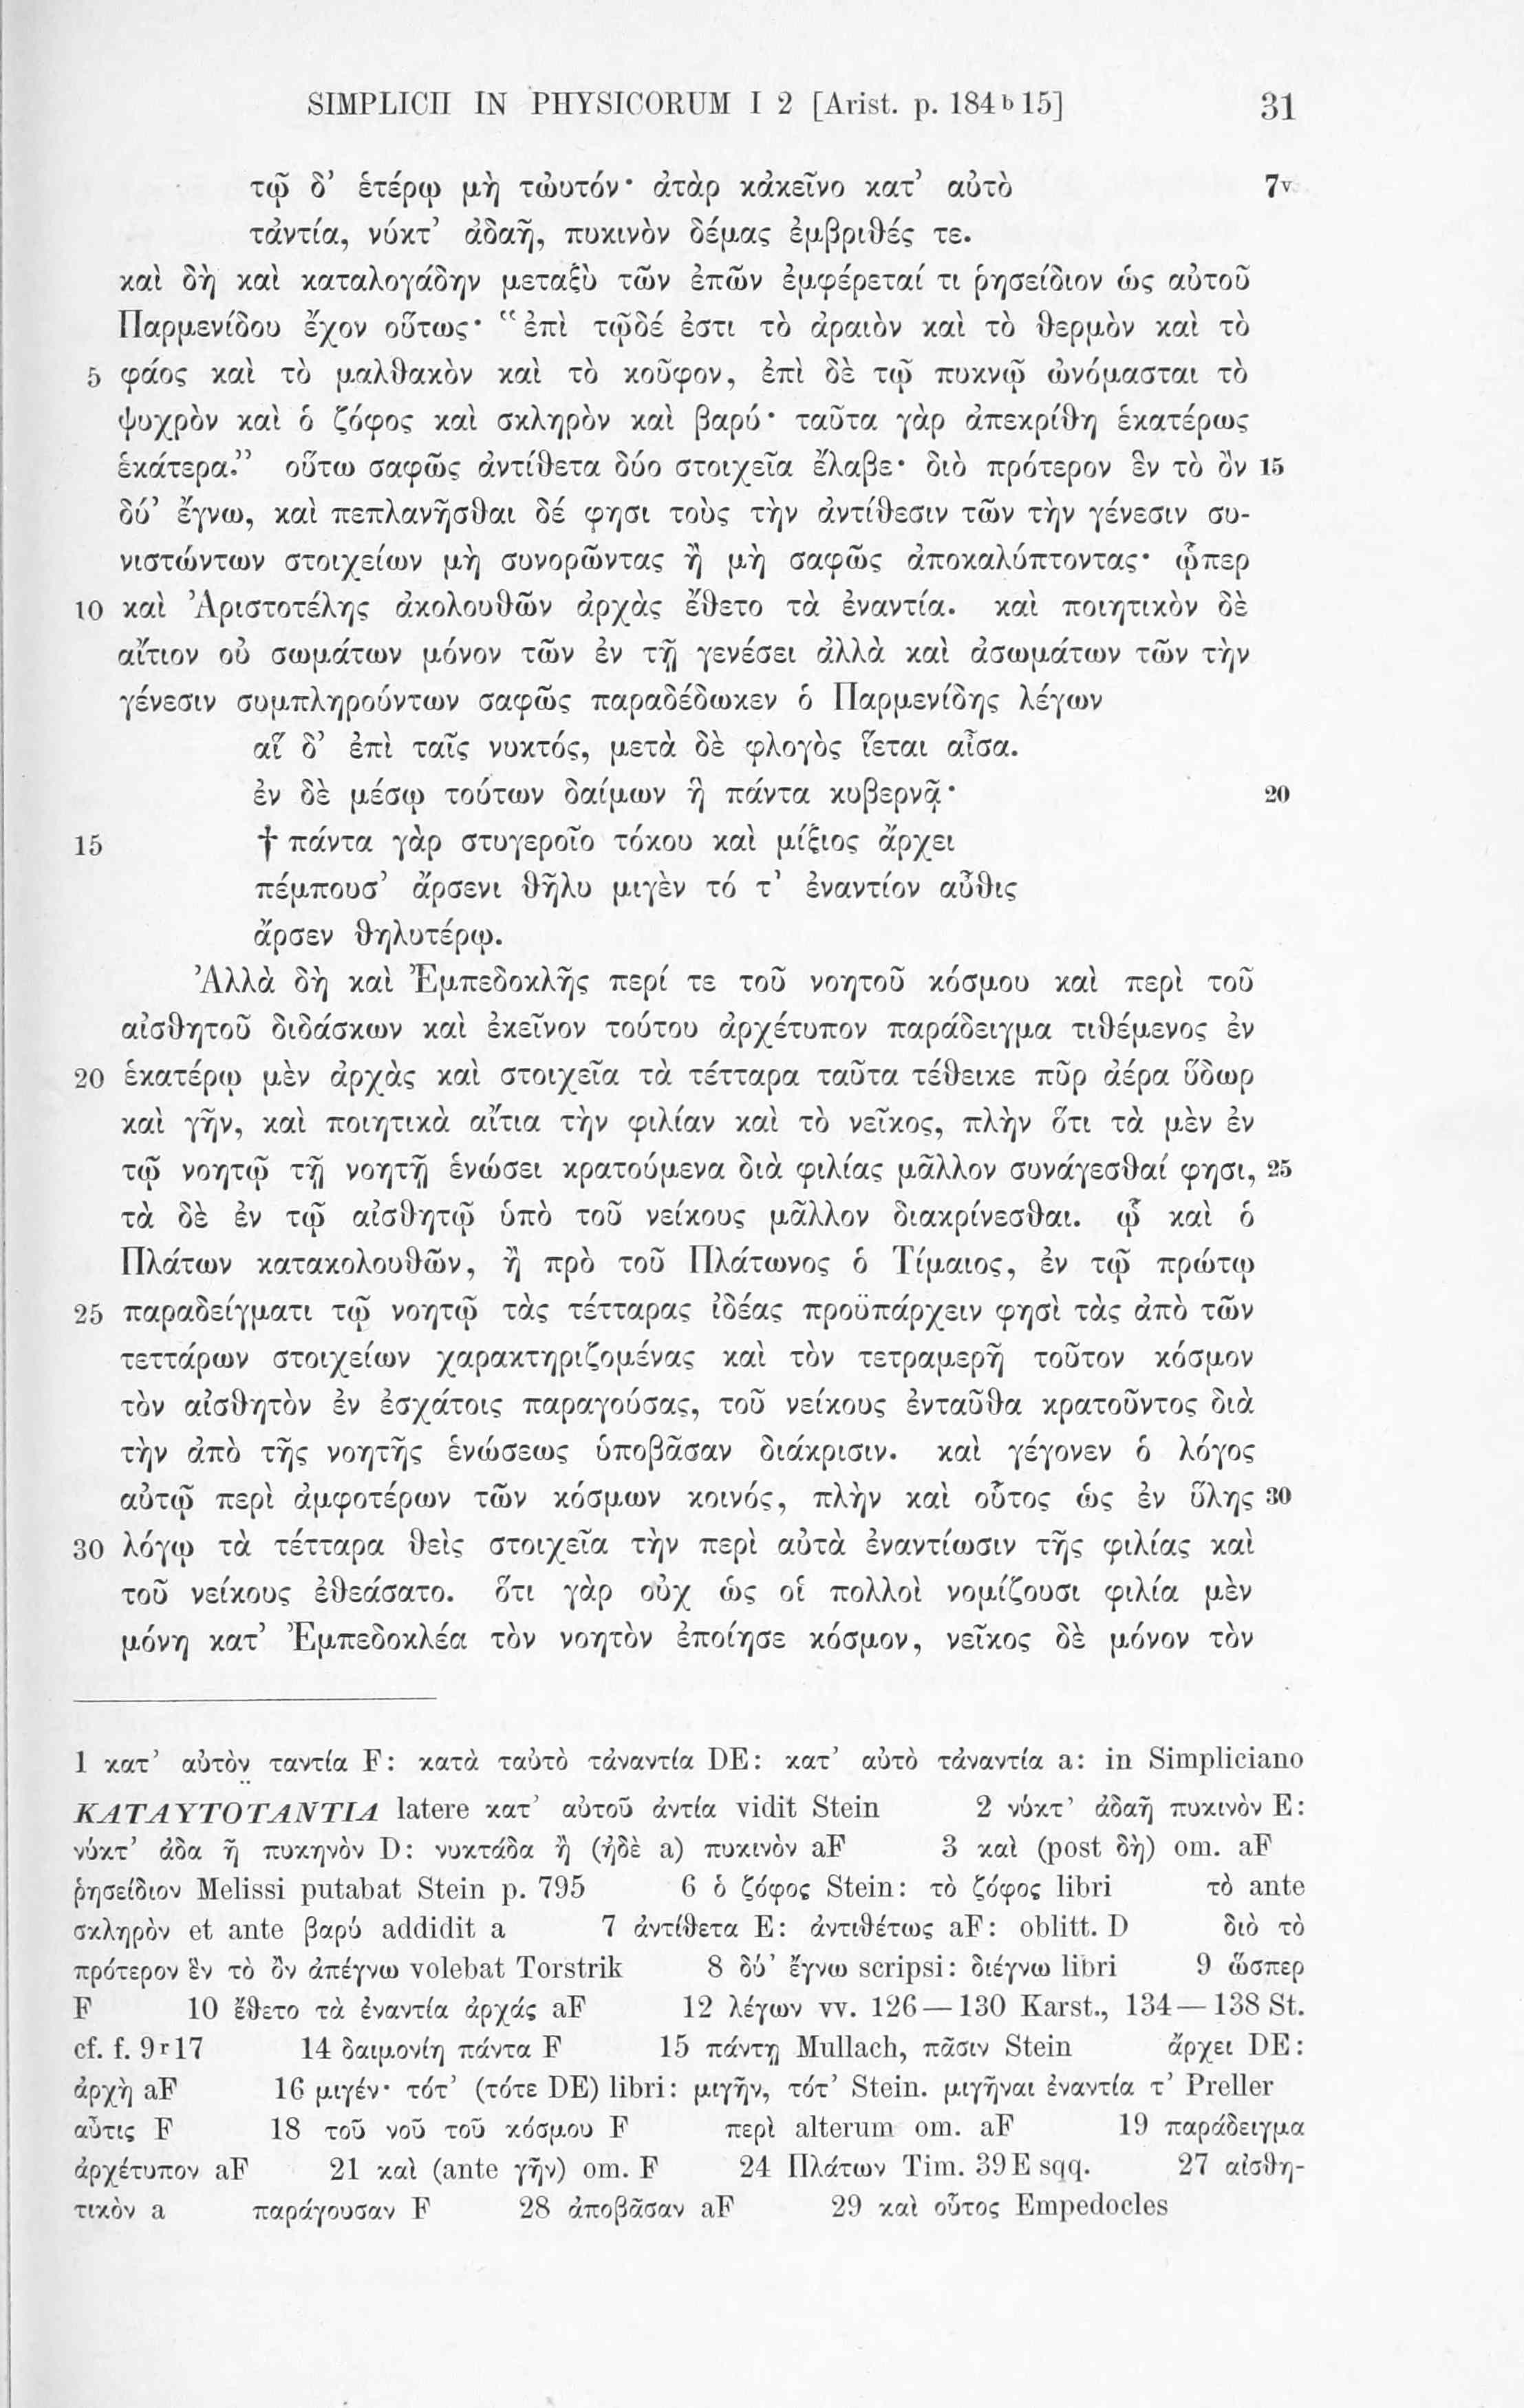 SIMPLICII IN PHYSICORUM I 2 [Arist. p. 184 b 15] 31
τῷ δ’ ἑτέρῳ μὴ τὠυτόν· ἀτὰρ κἀκεῖνο κατ’ αὐτὸ 7v
τἀντία, νύκτ’ ἀδαῆ, πυκινὸν δέμας ἐμβριθές τε.
καὶ δὴ καὶ καταλογάδην μεταξὺ τῶν ἐπῶν ἐμφέρεταί τι ῥησείδιον ὡς αὐτοῦ
Παρμενίδου ἔχον οὕτως· “ἐπὶ τῷδέ ἐστι τὸ ἀραιὸν καὶ τὸ θερμὸν καὶ τὸ
5 φάος καὶ τὸ μαλθακὸν καὶ τὸ κοῦφον, ἐπὶ δὲ τῷ πυκνῷ ὠνόμασται τὸ
ψυχρὸν καὶ ὁ ζόφος καὶ σκληρὸν καὶ βαρύ· ταῦτα γὰρ ἀπεκρίθη ἑκατέρως
ἑκάτερα.” οὕτω σαφῶς ἀντίθετα δύο στοιχεῖα ἔλαβε· διὸ πρότερον ἓν τὸ ὂν 15
δύ’ ἔγνω, καὶ πεπλανῆσθαι δέ φησι τοὺς τὴν ἀντίθεσιν τῶν τὴν γένεσιν συ-
νιστώντων στοιχείων μὴ συνορῶντας ἢ μὴ σαφῶς ἀποκαλύπτοντας· ᾧπερ
10 καὶ Ἀριστοτέλης ἀκολουθῶν ἀρχὰς ἔθετο τὰ ἐναντία. καὶ ποιητικὸν δὲ
αἴτιον οὐ σωμάτων μόνον τῶν ἐν τῇ γενέσει ἀλλὰ καὶ ἀσωμάτων τῶν τὴν
γένεσιν συμπληρούντων σαφῶς παραδέδωκεν ὁ Παρμενίδης λέγων
αἵ δ’ ἐπὶ ταῖς νυκτός, μετὰ δὲ φλογὸς ἵεται αἶσα.
ἐν δὲ μέσῳ τούτων δαίμων ἣ πάντα κυβερνᾷ· 20
15 † πάντα γὰρ στυγεροῖο τόκου καὶ μίξιος ἄρχει
πέμπουσ’ ἄρσενι θῆλυ μιγὲν τό τ’ ἐναντίον αὖθις
ἄρσεν θηλυτέρῳ.
Ἀλλὰ δὴ καὶ Ἐμπεδοκλῆς περί τε τοῦ νοητοῦ κόσμου καὶ περὶ τοῦ
αἰσθητοῦ διδάσκων καὶ ἐκεῖνον τούτου ἀρχέτυπον παράδειγμα τιθέμενος ἐν
20 ἑκατέρῳ μὲν ἀρχὰς καὶ στοιχεῖα τὰ τέτταρα ταῦτα τέθεικε πῦρ ἀέρα ὕδωρ
καὶ γῆν, καὶ ποιητικὰ αἴτια τὴν φιλίαν καὶ τὸ νεῖκος, πλὴν ὅτι τὰ μὲν ἐν
τῷ νοητῷ τῇ νοητῇ ἑνώσει κρατούμενα διὰ φιλίας μᾶλλον συνάγεσθαί φησι, 25
τὰ δὲ ἐν τῷ αἰσθητῷ ὑπὸ τοῦ νείκους μᾶλλον διακρίνεσθαι. ᾧ καὶ ὁ
Πλάτων κατακολουθῶν, ἢ πρὸ τοῦ Πλάτωνος ὁ Τίμαιος, ἐν τῷ πρώτῳ
25 παραδείγματι τῷ νοητῷ τὰς τέτταρας ἰδέας προϋπάρχειν φησὶ τὰς ἀπὸ τῶν
τεττάρων στοιχείων χαρακτηριζομένας καὶ τὸν τετραμερῆ τοῦτον κόσμον
τὸν αἰσθητὸν ἐν ἐσχάτοις παραγούσας, τοῦ νείκους ἐνταῦθα κρατοῦντος διὰ
τὴν ἀπὸ τῆς νοητῆς ἑνώσεως ὑποβᾶσαν διάκρισιν. καὶ γέγονεν ὁ λόγος
αὐτῷ περὶ ἀμφοτέρων τῶν κόσμων κοινός, πλὴν καὶ οὗτος ὡς ἐν ὕλης 30
30 λόγῳ τὰ τέτταρα θεὶς στοιχεῖα τὴν περὶ αὐτὰ ἐναντίωσιν τῆς φιλίας καὶ
τοῦ νείκους ἐθεάσατο. ὅτι γὰρ οὐχ ὡς οἱ πολλοὶ νομίζουσι φιλία μὲν
μόνη κατ’ Ἐμπεδοκλέα τὸν νοητὸν ἐποίησε κόσμον, νεῖκος δὲ μόνον τὸν
1 κατ’ αὐτὸν ταντία F: κατὰ ταὐτὸ τἀναντία DE: κατ’ αὐτὸ τἀναντία a: in Simpliciano
ΚΑΤΑΥΤΟΤΑΝΤΙΑ latere κατ’ αὐτοῦ ἀντία vidit Stein 2 νύκτ’ ἀδαῆ πυκινὸν E:
νύκτ’ ἀδα ῆ πυκηνὸν D: νυκτάδα ἢ (ἠδὲ a) πυκινὸν aF 3 καὶ (post δὴ) om. aF
ῥησείδιον Melissi putabat Stein p. 795 6 ὁ ζόφος Stein: τὸ ζόφος libri τὸ ante
σκληρὸν et ante βαρύ addidit a 7 ἀντίθετα E: ἀντιθέτως aF: oblitt. D διὸ τὸ
πρότερον ἓν τὸ ὂν ἀπέγνω volebat Torstrik 8 δύ’ ἔγνω scripsi: διέγνω libri 9 ὥσπερ
F 10 ἔθετο τὰ ἐναντία ἀρχάς aF 12 λέγων vv. 126—130 Karst., 134—138 St.
cf. f. 9 r 17 14 δαιμονίη πάντα F 15 πάντῃ Mullach, πᾶσιν Stein ἄρχει DE:
ἀρχὴ aF 16 μιγέν· τότ’ (τότε DE) libri: μιγῆν, τότ’ Stein. μιγῆναι ἐναντία τ’ Preller
αὖτις F 18 τοῦ νοῦ τοῦ κόσμου F περὶ alterum om. aF 19 παράδειγμα
ἀρχέτυπον aF 21 καὶ (ante γῆν) om. F 24 Πλάτων Tim. 39 E sqq. 27 αἰσθη-
τικὸν a παράγουσαν F 28 ἀποβᾶσαν aF 29 καὶ οὗτος Empedocles